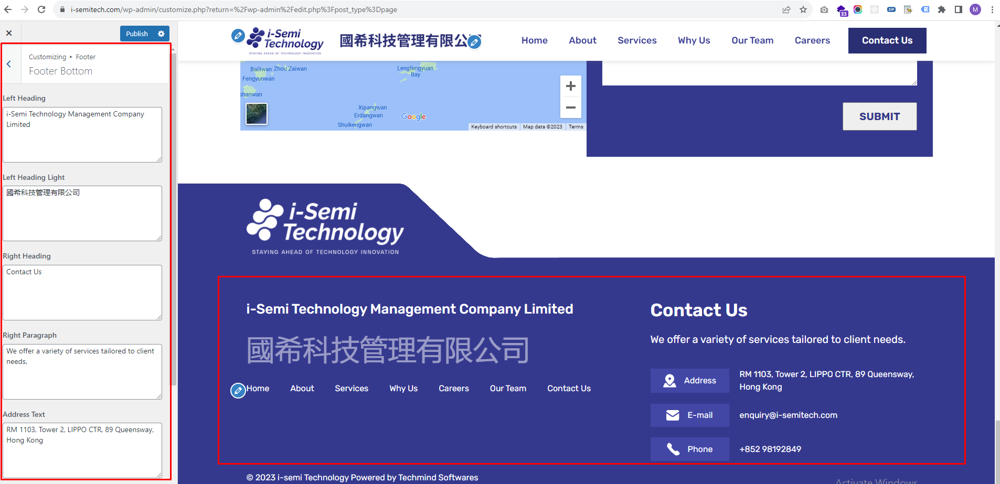 i-semitech.com/wp-admin/customize.php?return=%2Fwp-admin%2Fedit.php%3Fpost_type%3Dpage
33
ZIP
M
Publish
Customizing ▸ Footer
Footer Bottom
Left Heading
i-Semi Technology Management Company
Limited
Left Heading Light
國希科技管理有限公司
Right Heading
Contact Us
Right Paragraph
We offer a variety of services tailored to client
needs.
Address Text
RM 1103, Tower 2, LIPPO CTR, 89 Queensway,
Hong Kong
i-Semi
Technology
STAYING AHEAD OF TECHNOLOGY INNOVATION
國希科技管理有限公
Home
About
Services
Why Us
Our Team
Careers
Contact Us
Bailiwan
Zhou Zaiwan
Fengyunwan
shanwan
Lengfengyuan
Bay
Xipangwan
Erdangwan
Shuikengwan
Google
Keyboard shortcuts
Map data ©2023
Terms
SUBMIT
i-Semi
Technology
STAYING AHEAD OF TECHNOLOGY INNOVATION
i-Semi Technology Management Company Limited
國希科技管理有限公司
Home
About
Services
Why Us
Careers
Our Team
Contact Us
Contact Us
We offer a variety of services tailored to client needs.
Address
RM 1103, Tower 2, LIPPO CTR, 89 Queensway,
Hong Kong
E-mail
enquiry@i-semitech.com
Phone
+852 98192849
© 2023 i-semi Technology Powered by Techmind Softwares
Activate Windows